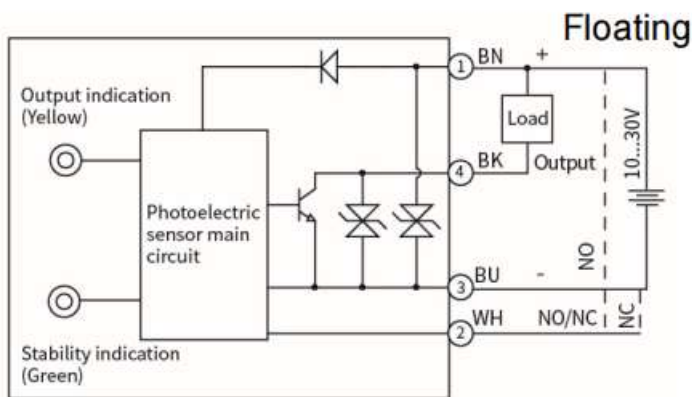 Floating
1 BN +
Output indication
(Yellow)
Load
10...30V
4 BK Output
Photoelectric
sensor main
circuit
NO
3 BU -
2 WH NO/NC NC
Stability indication
(Green)